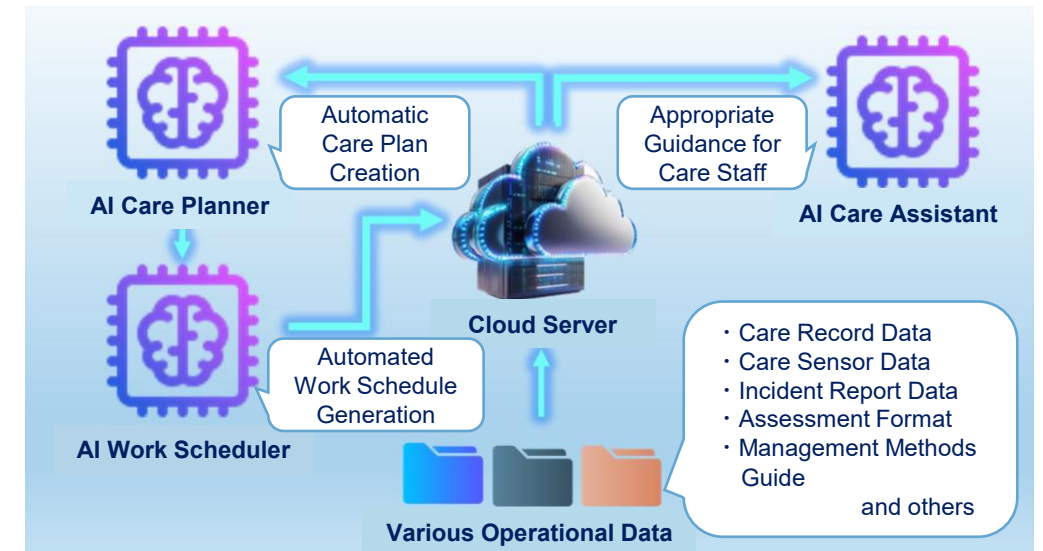 Automatic
Care Plan
Creation
Appropriate
Guidance for
Care Staff
AI Care Planner
AI Care Assistant
Cloud Server
Automated
Work Schedule
Generation
AI Work Scheduler
・Care Record Data
・Care Sensor Data
・Incident Report Data
・Assessment Format
・Management Methods
Guide
and others
Various Operational Data